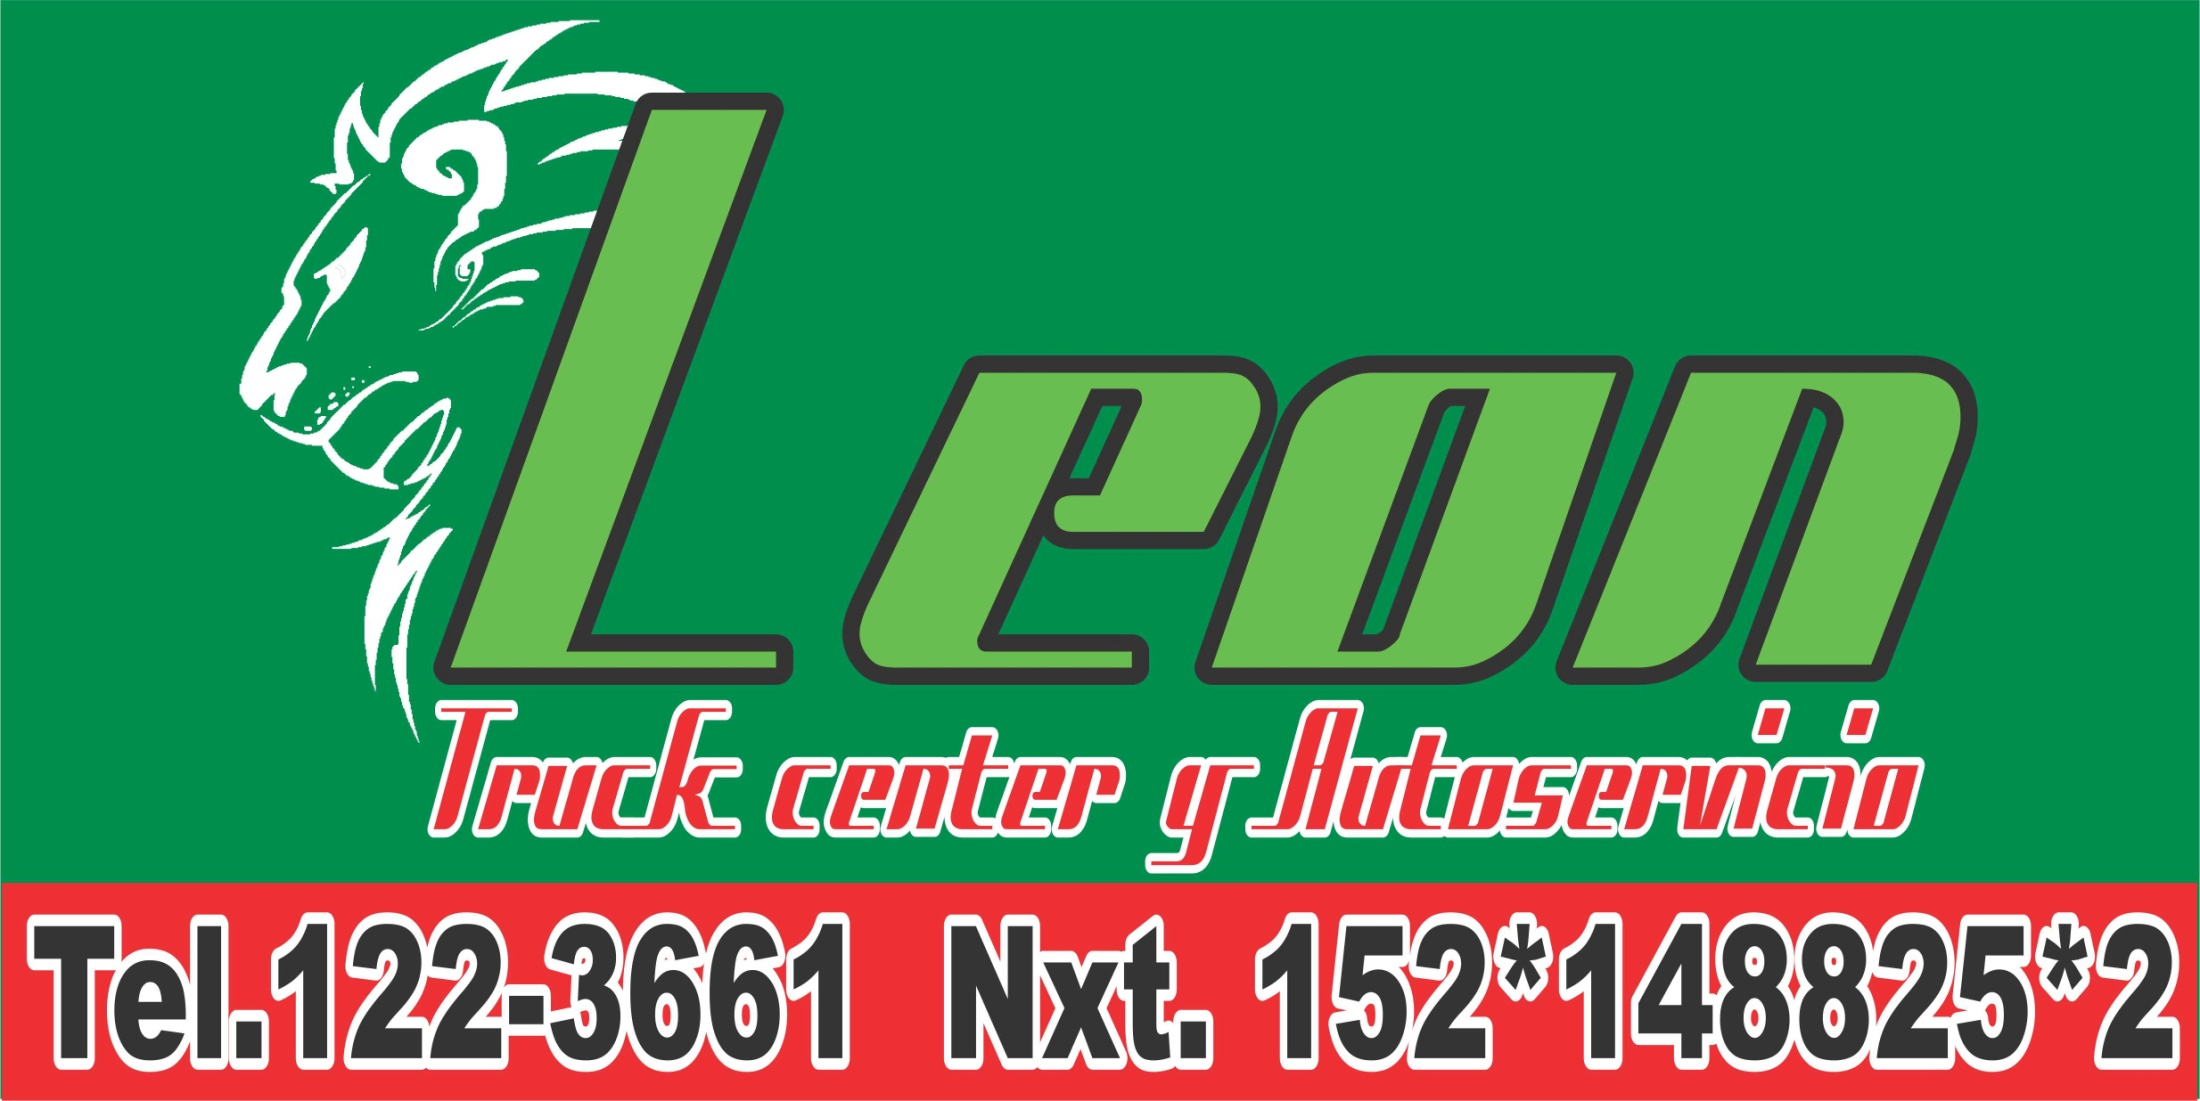 Leon
Truck center y Autoservicio
Tel.122-3661 Nxt. 152*148825*2